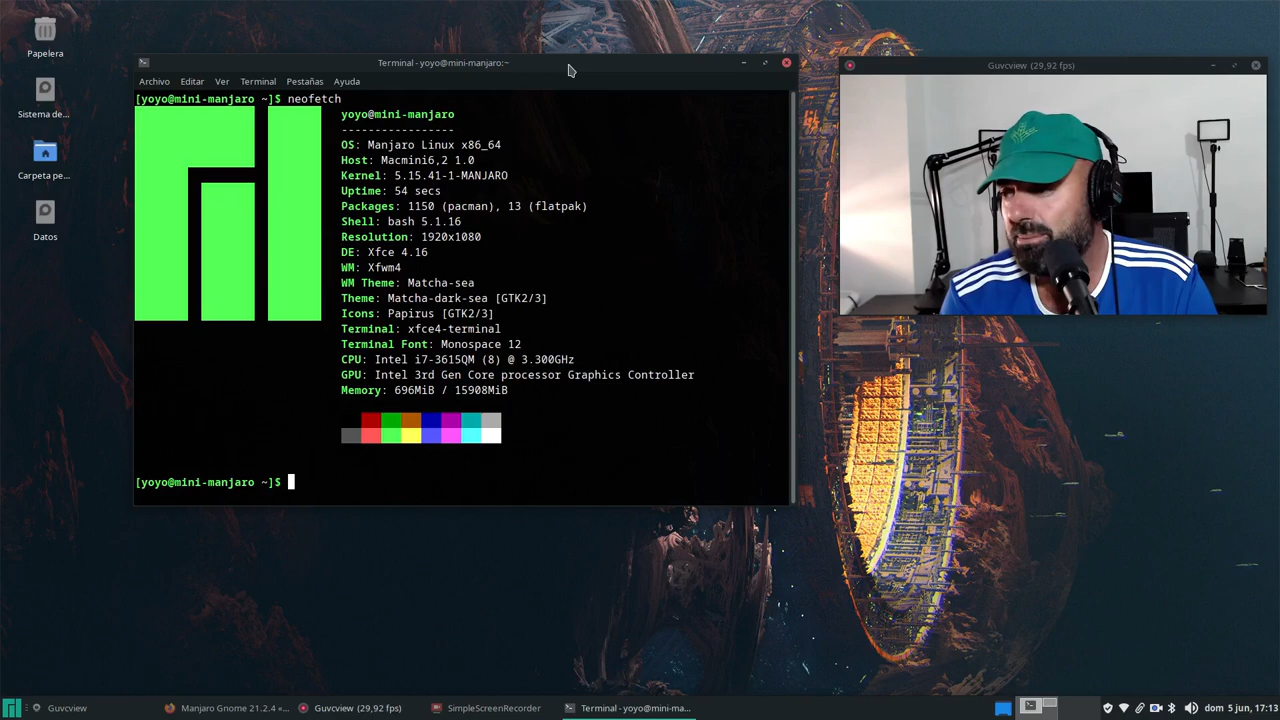 Papelera
Sistema de...
Carpeta pe...
Datos
Terminal - yoyo@mini-manjaro:~
Archivo Editar Ver Terminal Pestañas Ayuda
[yoyo@mini-manjaro ~]$ neofetch
yoyo@mini-manjaro
-----------------
OS: Manjaro Linux x86_64
Host: Macmini6,2 1.0
Kernel: 5.15.41-1-MANJARO
Uptime: 54 secs
Packages: 1150 (pacman), 13 (flatpak)
Shell: bash 5.1.16
Resolution: 1920x1080
DE: Xfce 4.16
WM: Xfwm4
WM Theme: Matcha-sea
Theme: Matcha-dark-sea [GTK2/3]
Icons: Papirus [GTK2/3]
Terminal: xfce4-terminal
Terminal Font: Monospace 12
CPU: Intel i7-3615QM (8) @ 3.300GHz
GPU: Intel 3rd Gen Core processor Graphics Controller
Memory: 696MiB / 15908MiB
[yoyo@mini-manjaro ~]$
Guvcview (29,92 fps)
Guvcview
Manjaro Gnome 21.2.4 «...
Guvcview (29,92 fps)
SimpleScreenRecorder
Terminal - yoyo@mini-ma...
dom 5 jun, 17:13